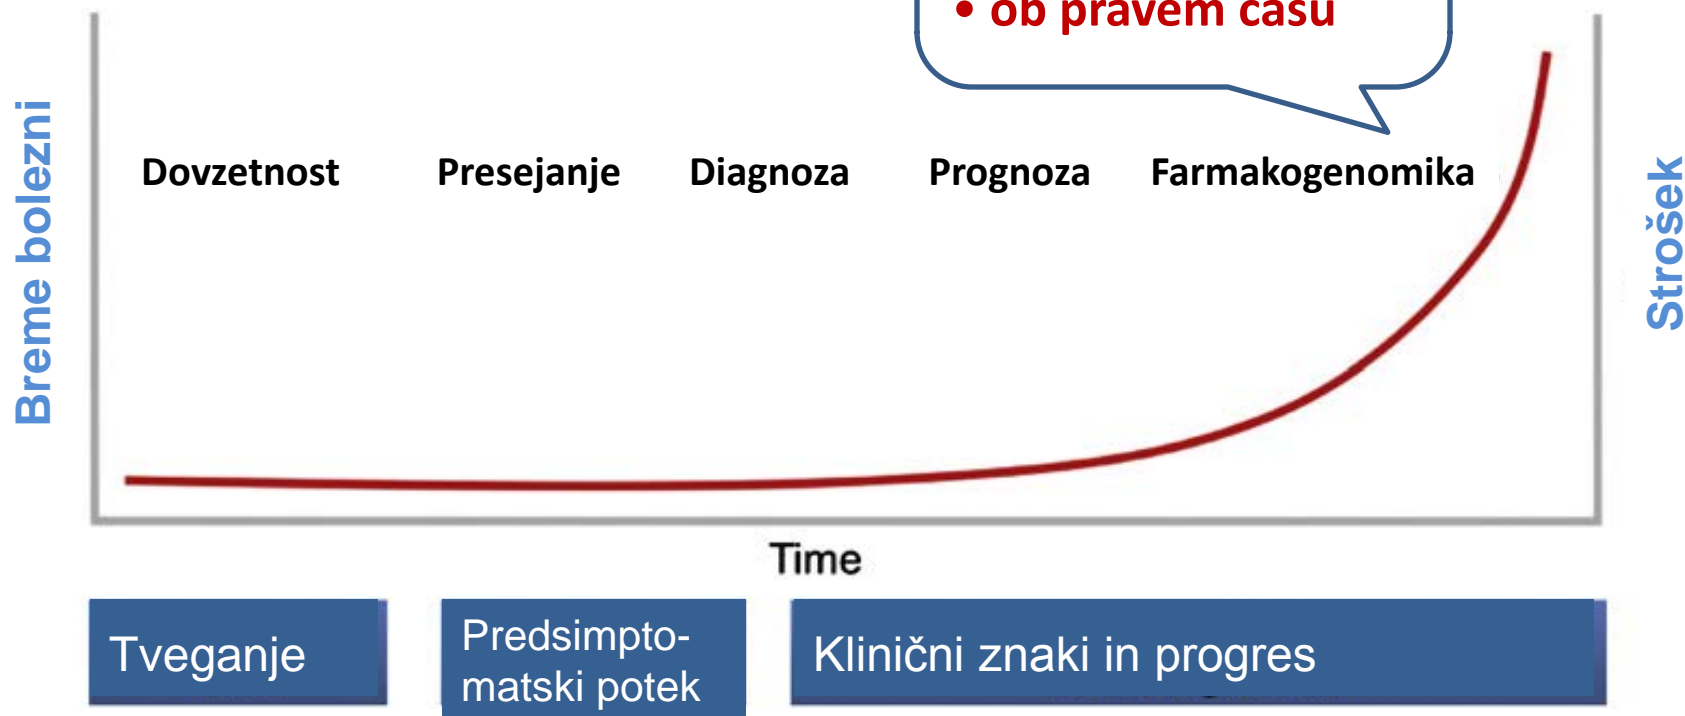 • ob pravem času
Breme bolezni
Dovzetnost Presejanje Diagnoza Prognoza Farmakogenomika
Strošek
Time
Tveganje
Predsimpto-
matski potek
Klinični znaki in progres